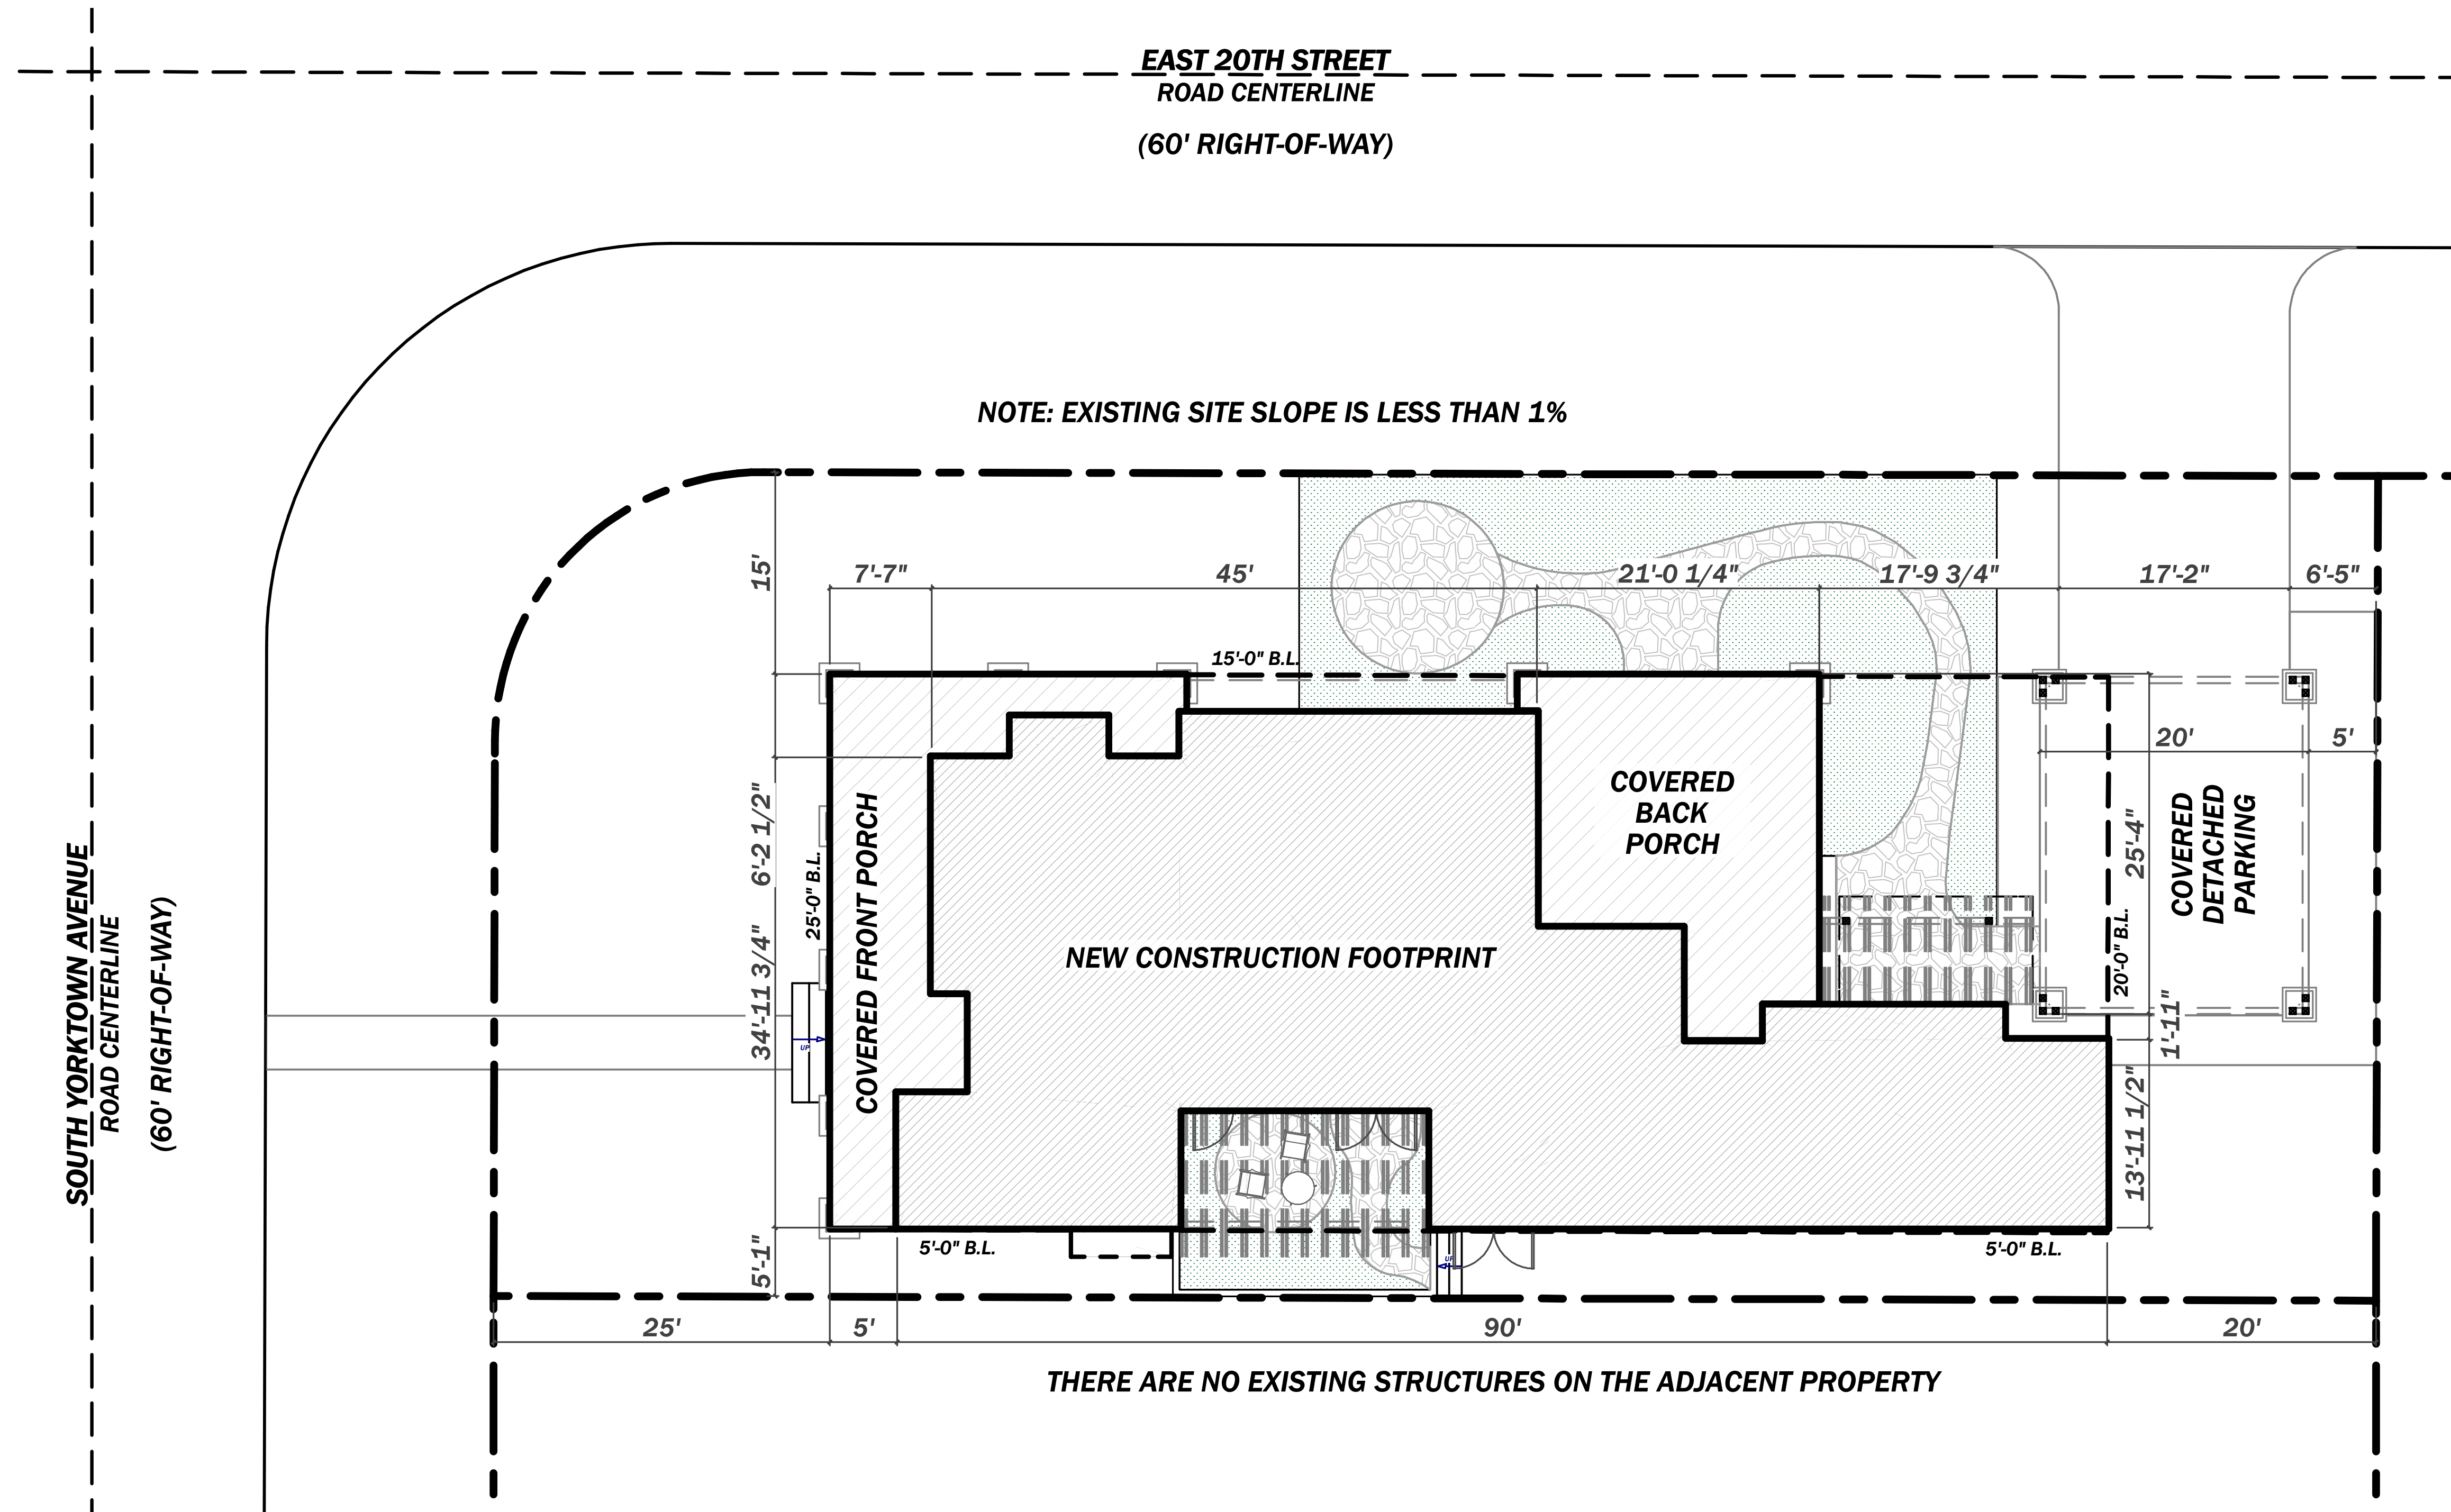 EAST 20TH STREET
ROAD CENTERLINE
(60' RIGHT-OF-WAY)
NOTE: EXISTING SITE SLOPE IS LESS THAN 1%
15'
7'-7"
45'
21'-0 1/4"
17'-9 3/4"
17'-2"
6'-5"
15'-0" B.L.
20'
5'
COVERED
BACK
PORCH
COVERED
DETACHED
PARKING
25'-4"
20'-0" B.L.
1'-11"
13'-11 1/2"
6'-2 1/2"
34'-11 3/4"
5'-1"
25'-0" B.L.
COVERED FRONT PORCH
UP
NEW CONSTRUCTION FOOTPRINT
SOUTH YORKTOWN AVENUE
ROAD CENTERLINE
(60' RIGHT-OF-WAY)
5'-0" B.L.
UP
5'-0" B.L.
25'
5'
90'
20'
THERE ARE NO EXISTING STRUCTURES ON THE ADJACENT PROPERTY